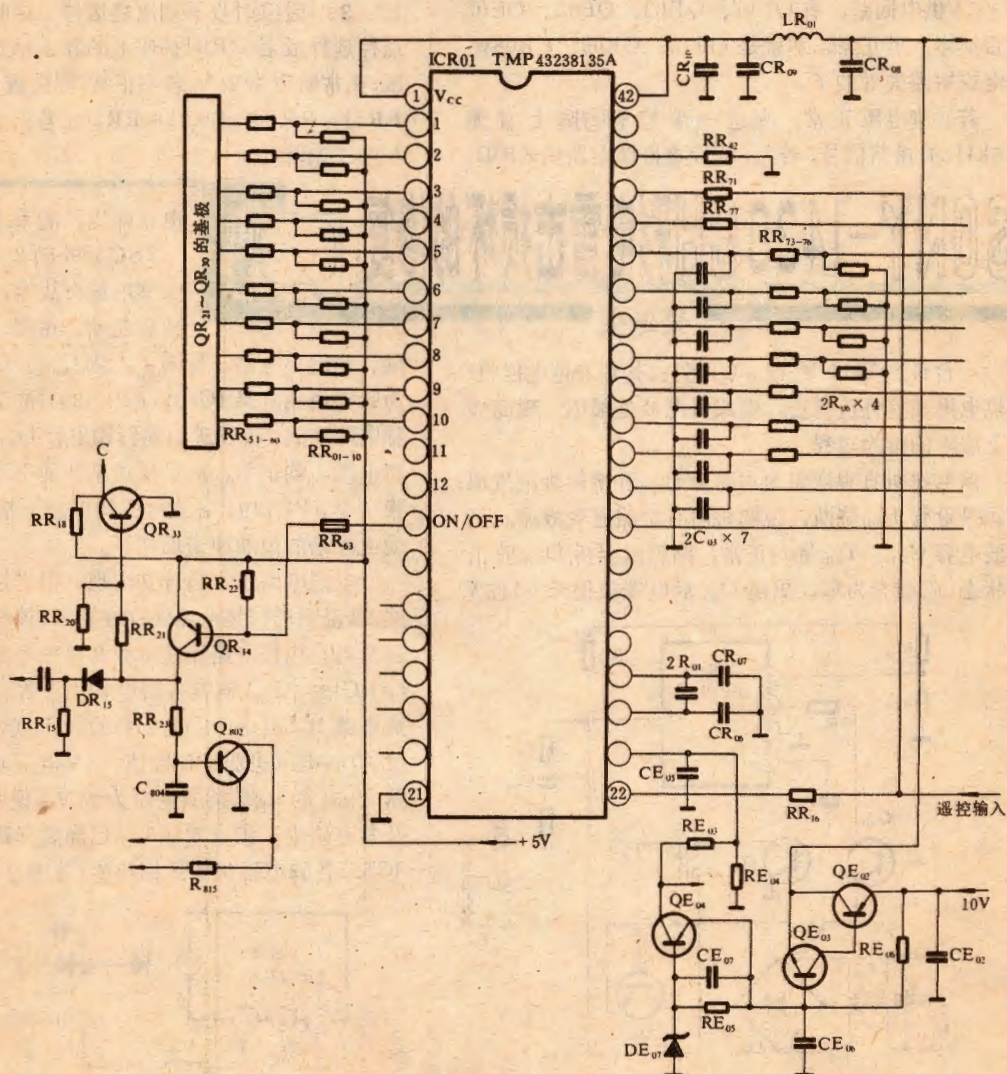 LR₀₁
ICR01 TMP43238135A
CR₀₉
CR₀₈
1
Vcc
42
1
2
3
4
5
6
7
8
9
10
11
12
QR₂₁~QR₃₀的基极
RR₅₁₋₆₀
RR₀₁₋₁₀
RR₄₂
RR₇₁
RR₇₇
RR₇₃₋₇₆
2R₀₆×4
2C₀₃×7
ON/OFF
RR₆₃
C
RR₁₈
QR₃₃
RR₂₂
RR₂₀
RR₂₁
QR₁₄
DR₁₅
RR₁₅
RR₂₃
Q₈₀₂
C₈₀₄
R₈₁₅
2R₀₁
CR₀₇
CR₀₆
21
22
CE₀₅
RR₁₆
遥控输入
+5V
RE₀₃
RE₀₄
QE₀₂
10V
QE₀₄
QE₀₃
RE₀₆
CE₀₂
CE₀₇
RE₀₅
DE₀₇
CE₀₆